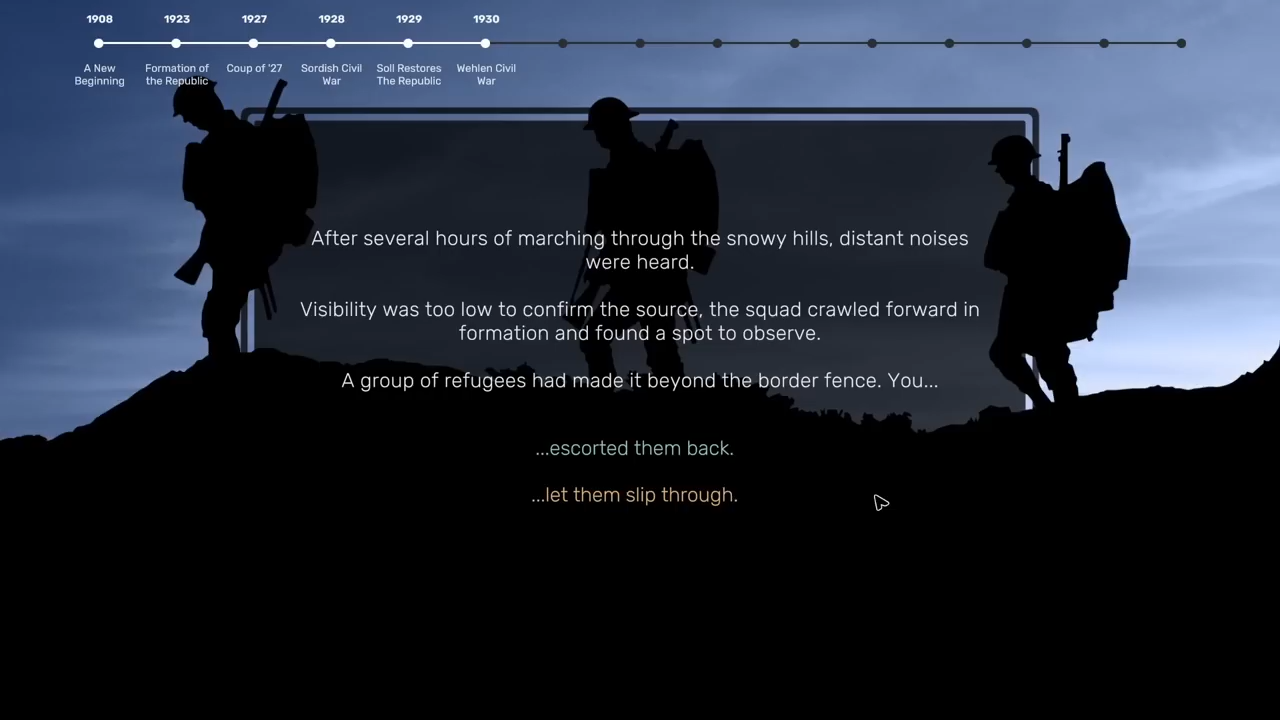 1908
1923
1927
1928
1929
1930
A New
Beginning
Formation of
the Republic
Coup of '27
Sordish Civil
War
Soll Restores
The Republic
Wehlen Civil
War
After several hours of marching through the snowy hills, distant noises
were heard.
Visibility was too low to confirm the source, the squad crawled forward in
formation and found a spot to observe.
A group of refugees had made it beyond the border fence. You...
...escorted them back.
...let them slip through.